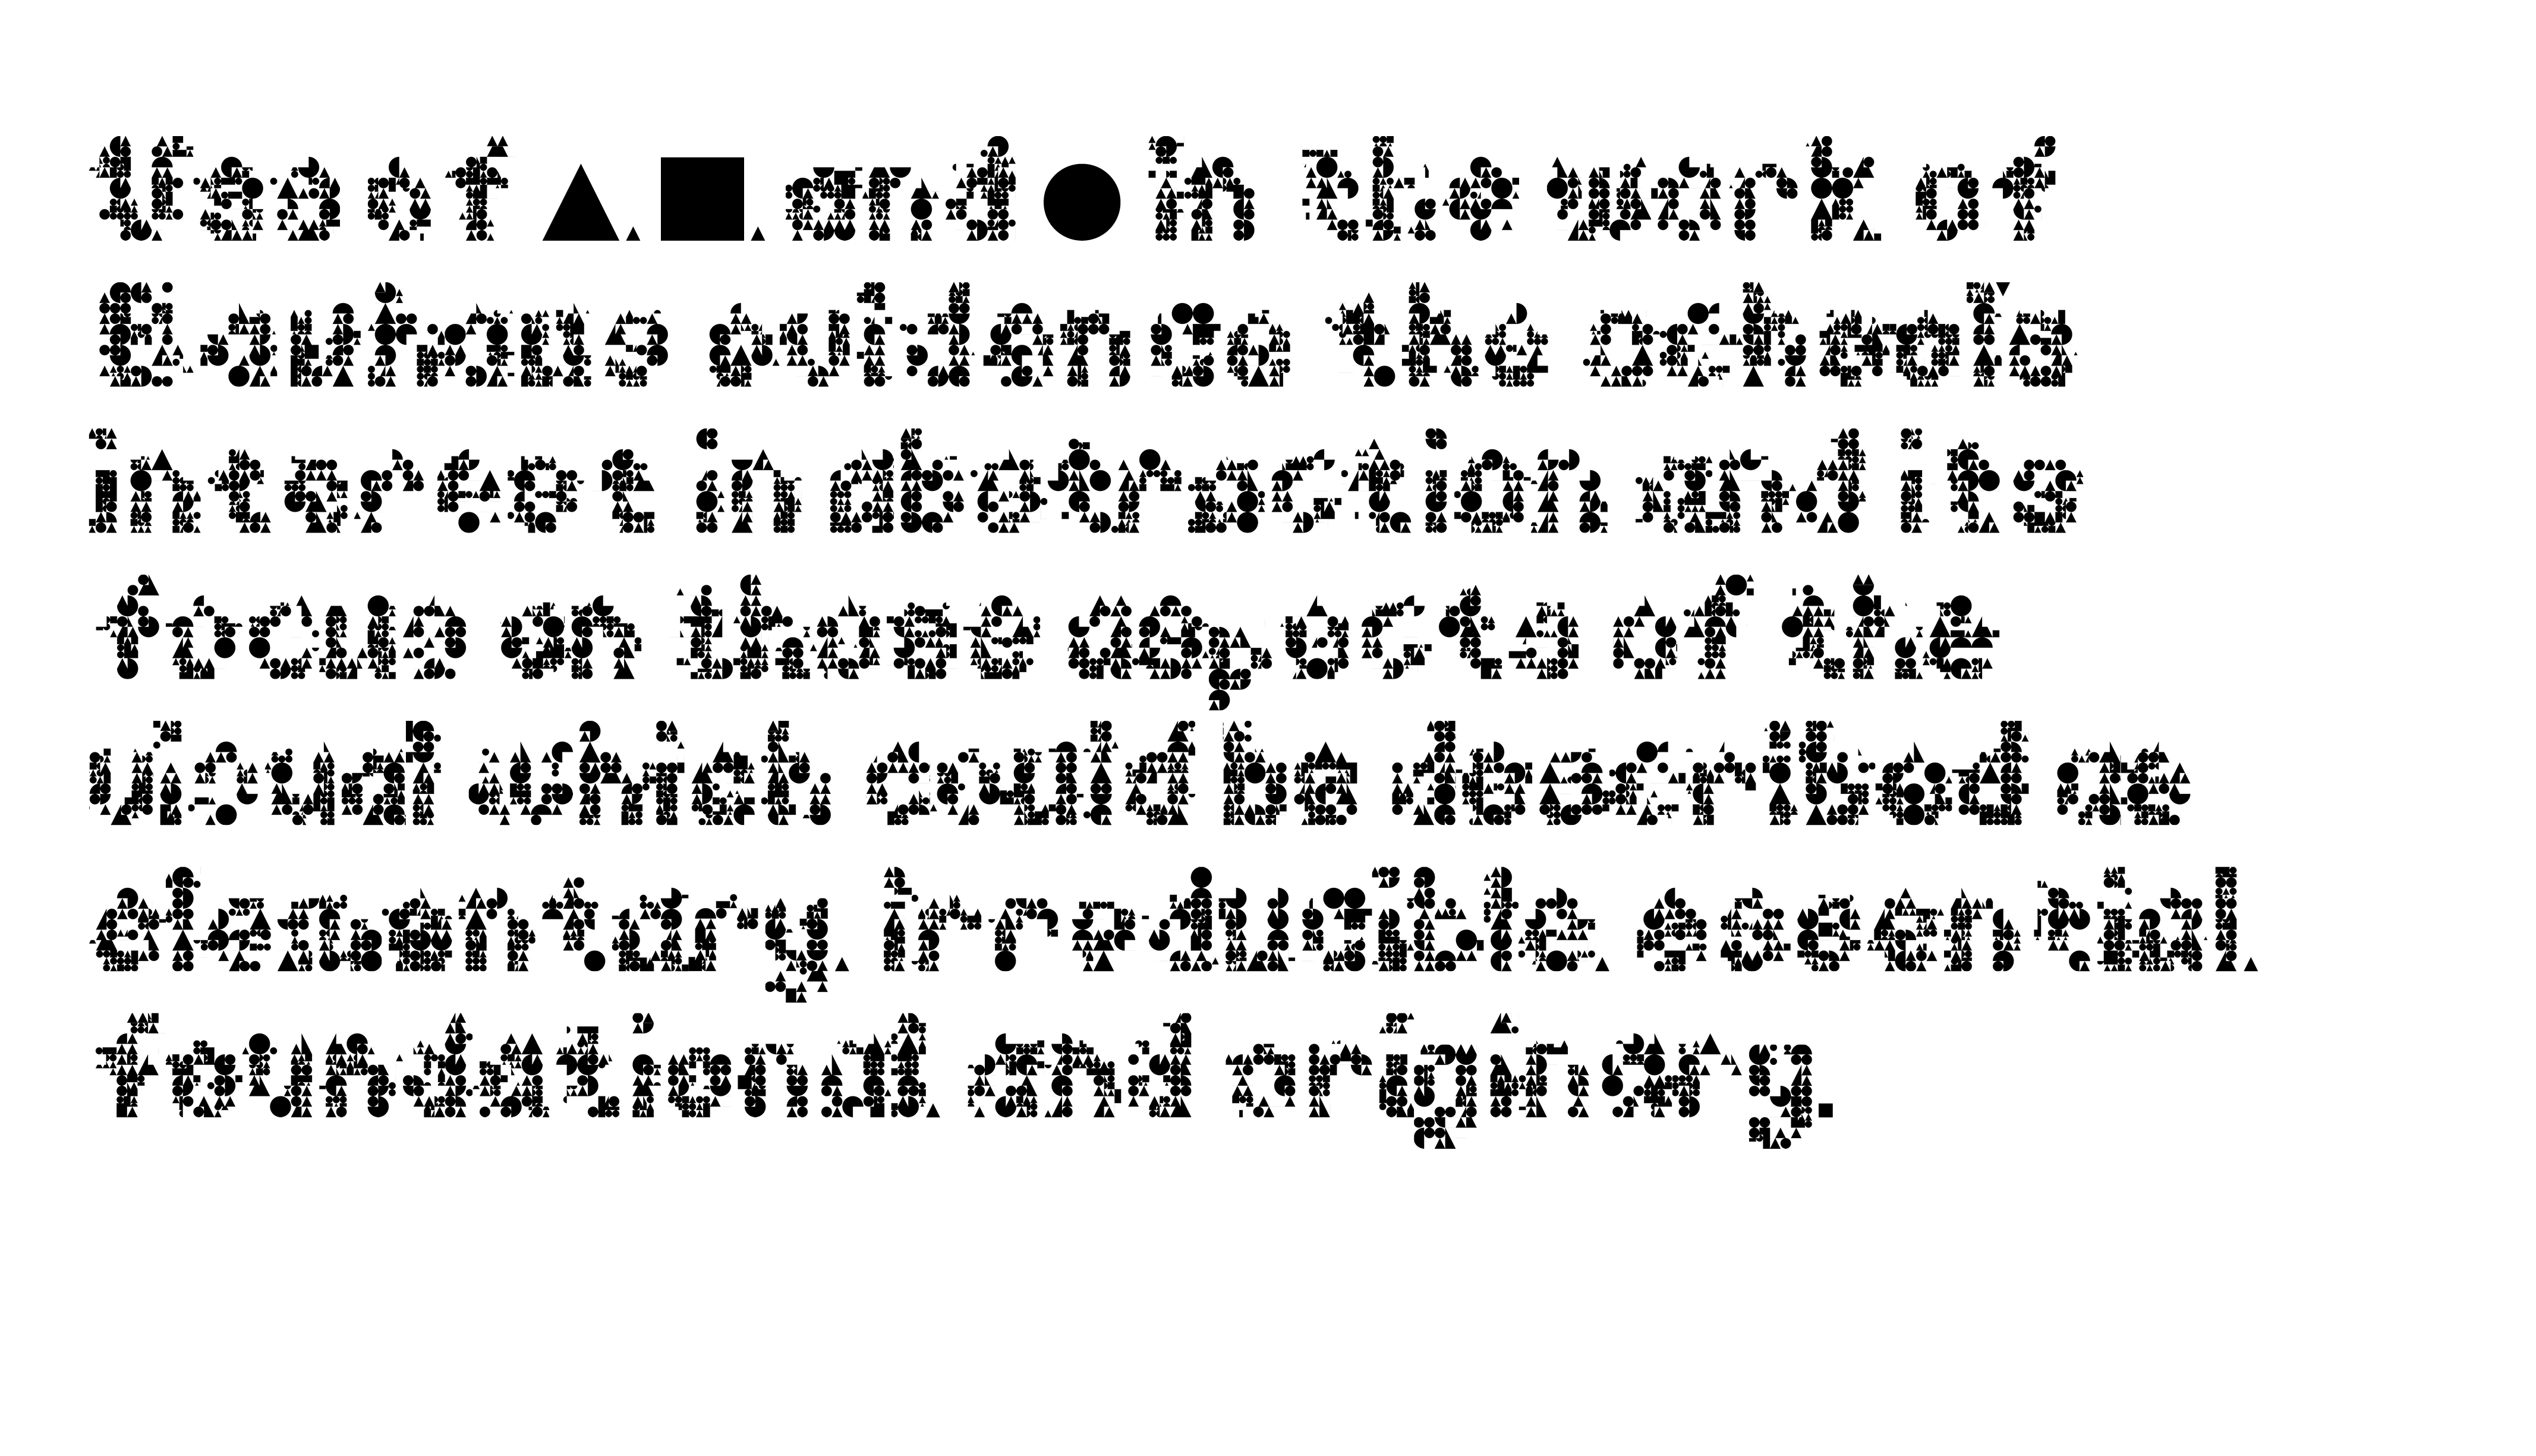 Use of ▲, ■, and ● in the work of
Bauhaus evidence the school's
interest in abstraction and its
focus on those aspects of the
visual which could be described as
elementary, irreducible, essential,
foundational, and originary.